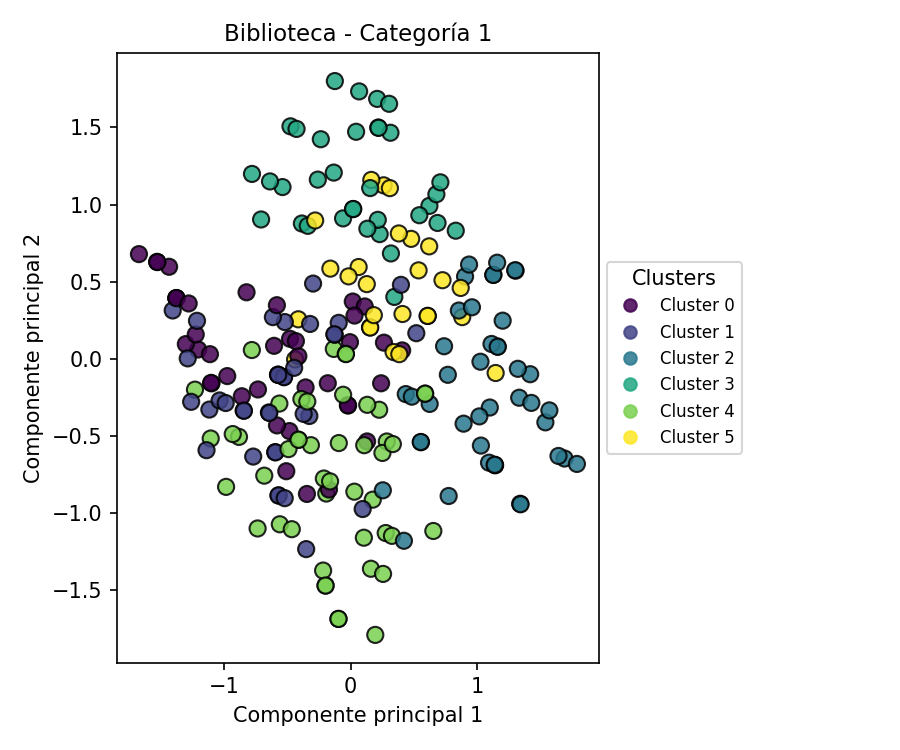 Biblioteca - Categoría 1
Componente principal 2
1.5
1.0
0.5
0.0
−0.5
−1.0
−1.5
−1
0
1
Componente principal 1
Clusters
Cluster 0
Cluster 1
Cluster 2
Cluster 3
Cluster 4
Cluster 5